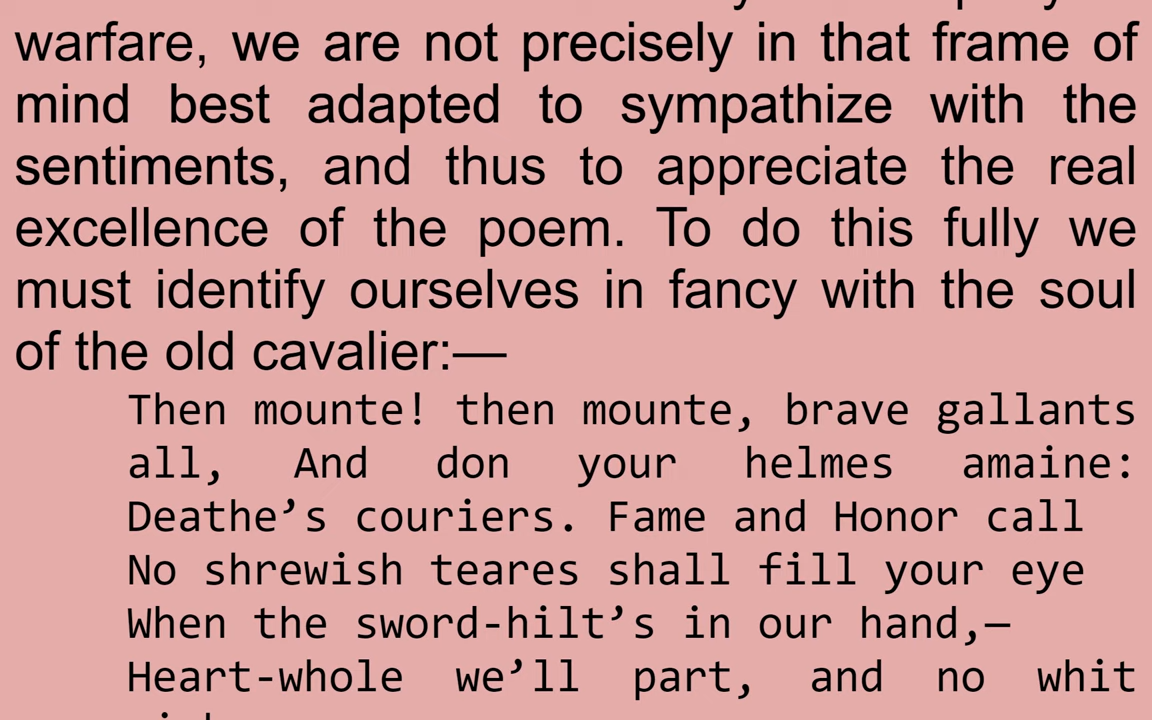 warfare, we are not precisely in that frame of
mind best adapted to sympathize with the
sentiments, and thus to appreciate the real
excellence of the poem. To do this fully we
must identify ourselves in fancy with the soul
of the old cavalier:—
Then mounte! then mounte, brave gallants
all, And don your helmes amaine:
Deathe’s couriers. Fame and Honor call
No shrewish teares shall fill your eye
When the sword-hilt’s in our hand,—
Heart-whole we’ll part, and no whit